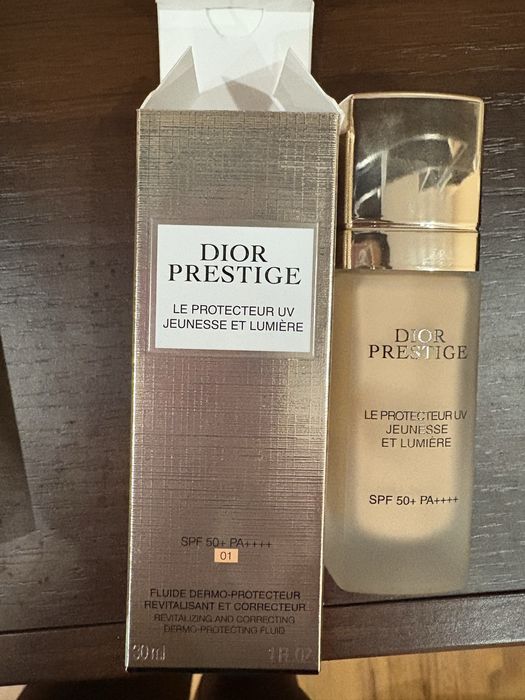 DIOR
PRESTIGE
LE PROTECTEUR UV
JEUNESSE ET LUMIÈRE
SPF 50+ PA++++
01
FLUIDE DERMO-PROTECTEUR
REVITALISANT ET CORRECTEUR
REVITALIZING AND CORRECTING
DERMO-PROTECTING FLUID
30 ml 1 FL OZ
DIOR
PRESTIGE
LE PROTECTEUR UV
JEUNESSE
ET LUMIÈRE
SPF 50+ PA++++